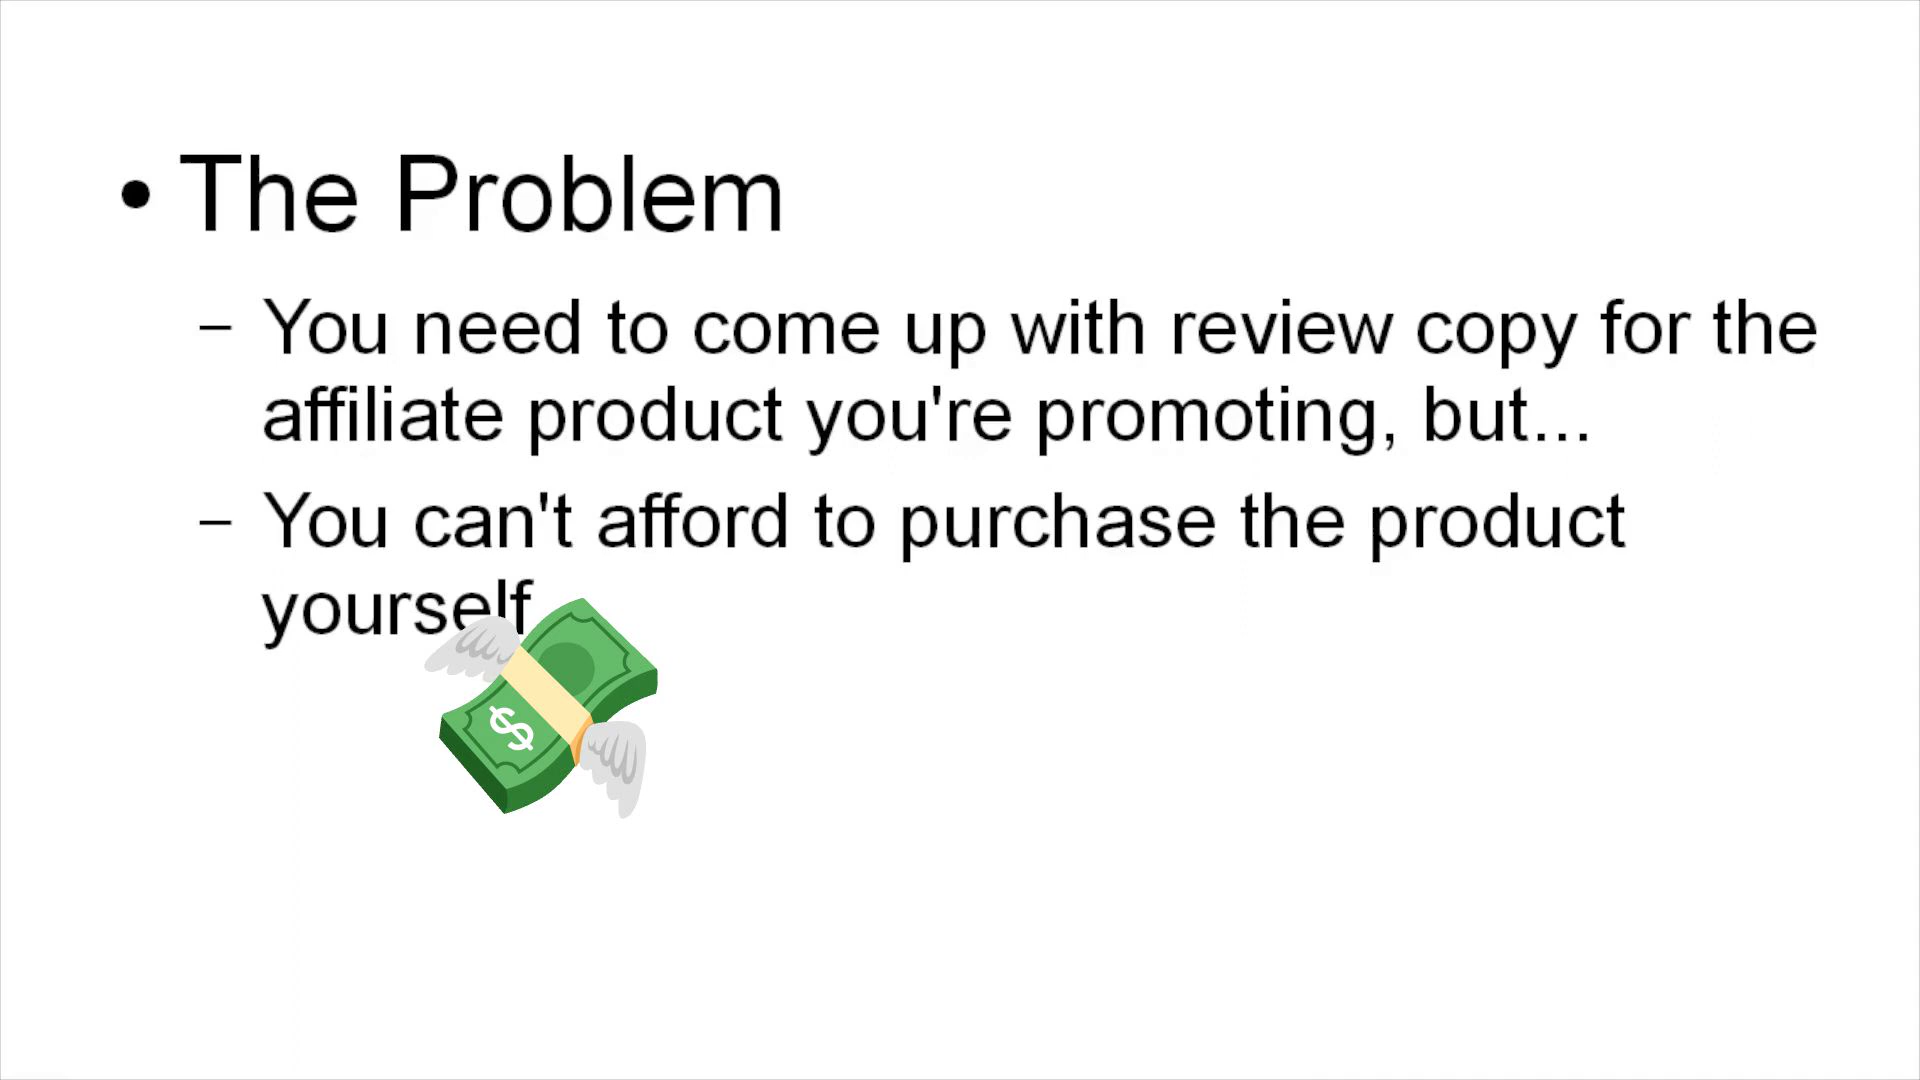 • The Problem
– You need to come up with review copy for the
affiliate product you're promoting, but...
– You can't afford to purchase the product
yourself
$